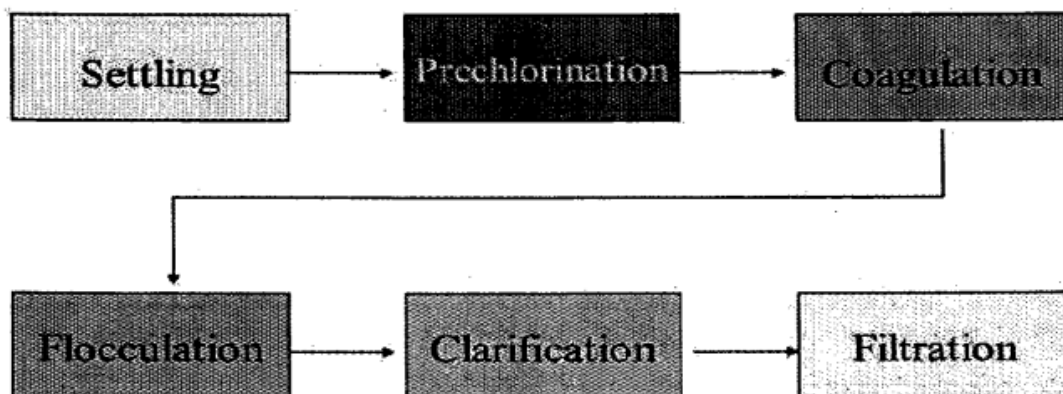 Settling
Prechlorination
Coagulation
Flocculation
Clarification
Filtration